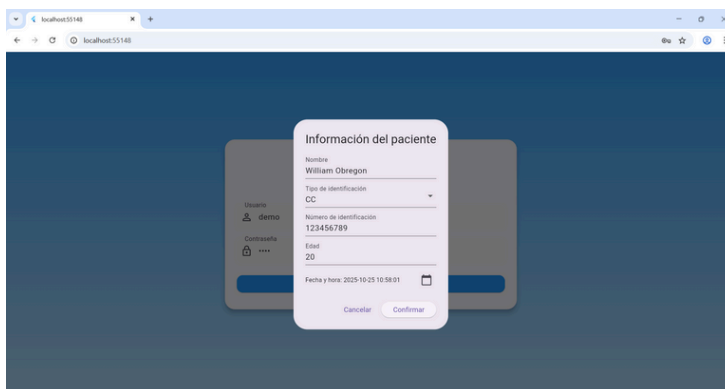 localhost:55148
localhost:55148
Información del paciente
Nombre
William Obregon
Tipo de identificación
CC
Número de identificación
123456789
Edad
20
Fecha y hora: 2025-10-25 10:58:01
Cancelar
Confirmar
Usuario
demo
Contraseña